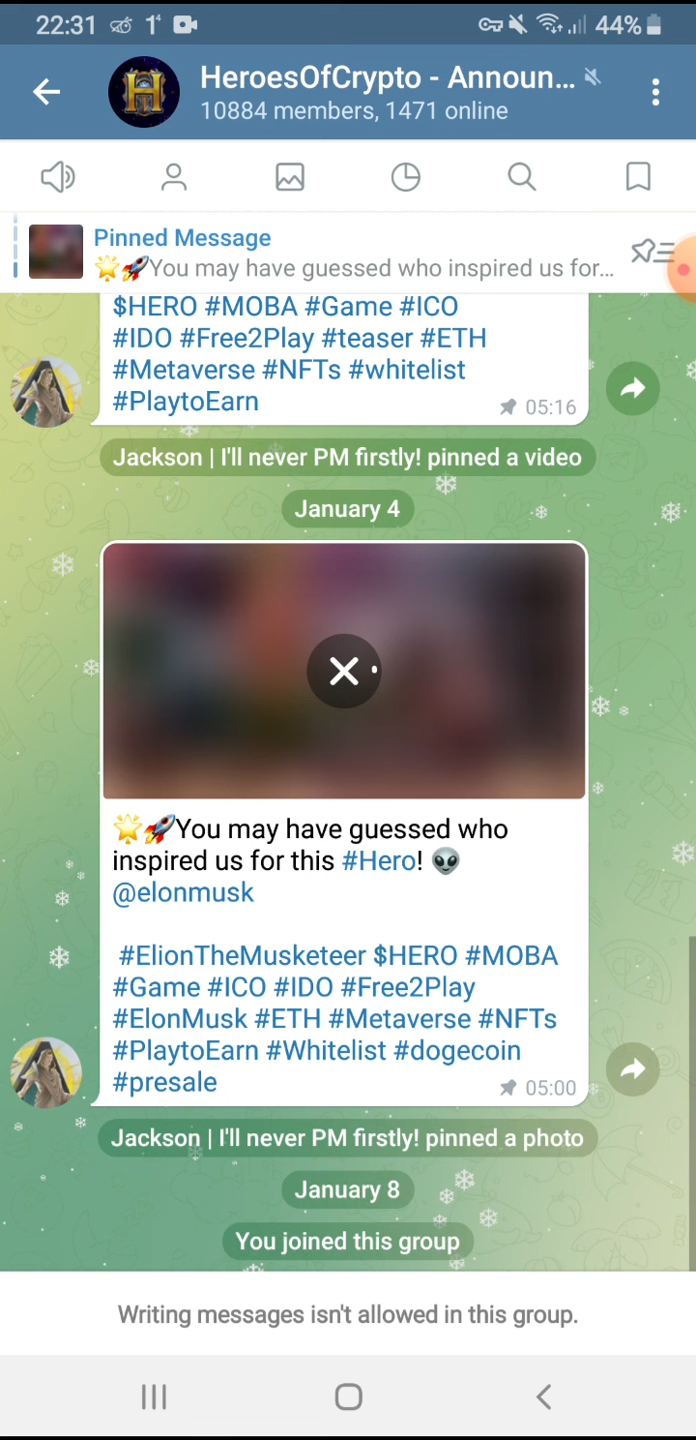 22:31 44%
HeroesOfCrypto - Announ...
10884 members, 1471 online
Pinned Message
🌟🚀You may have guessed who inspired us for...
$HERO #MOBA #Game #ICO
#IDO #Free2Play #teaser #ETH
#Metaverse #NFTs #whitelist
#PlaytoEarn
05:16
Jackson | I'll never PM firstly! pinned a video
January 4
🌟🚀You may have guessed who
inspired us for this #Hero! 👽
@elonmusk
#ElionTheMusketeer $HERO #MOBA
#Game #ICO #IDO #Free2Play
#ElonMusk #ETH #Metaverse #NFTs
#PlaytoEarn #Whitelist #dogecoin
#presale
05:00
Jackson | I'll never PM firstly! pinned a photo
January 8
You joined this group
Writing messages isn't allowed in this group.